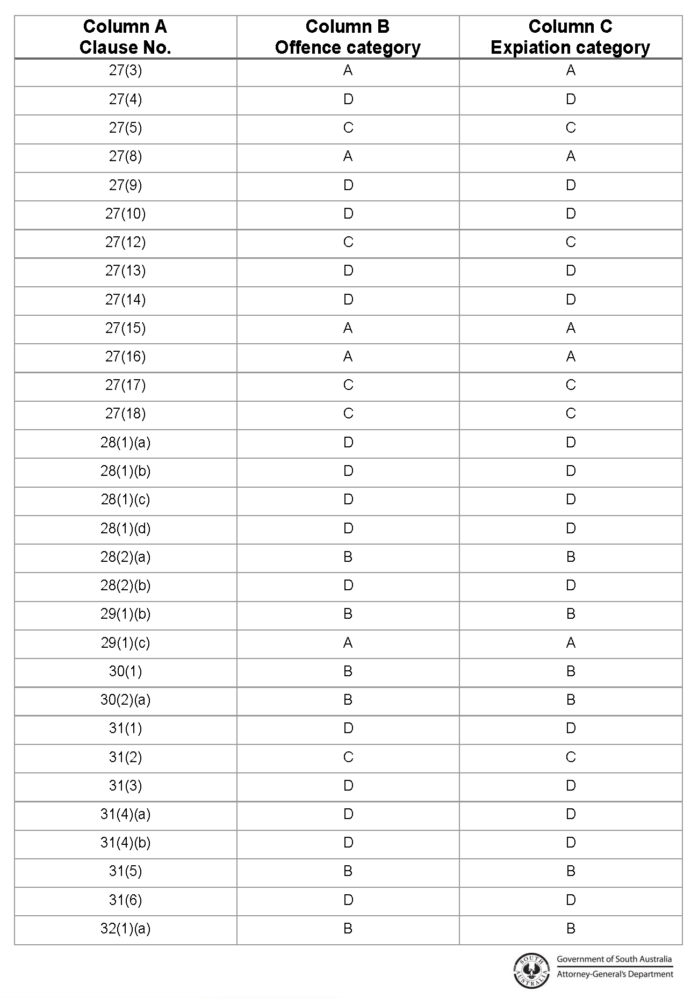 Column A Column B Column C
Clause No. Offence category Expiation category
27(3) A A
27(4) D D
27(5) C C
27(8) A A
27(9) D D
27(10) D D
27(12) C C
27(13) D D
27(14) D D
27(15) A A
27(16) A A
27(17) C C
27(18) C C
28(1)(a) D D
28(1)(b) D D
28(1)(c) D D
28(1)(d) D D
28(2)(a) B B
28(2)(b) D D
29(1)(b) B B
29(1)(c) A A
30(1) B B
30(2)(a) B B
31(1) D D
31(2) C C
31(3) D D
31(4)(a) D D
31(4)(b) D D
31(5) B B
31(6) D D
32(1)(a) B B
SOUTH
AUSTRALIA
Government of South Australia
Attorney-General's Department